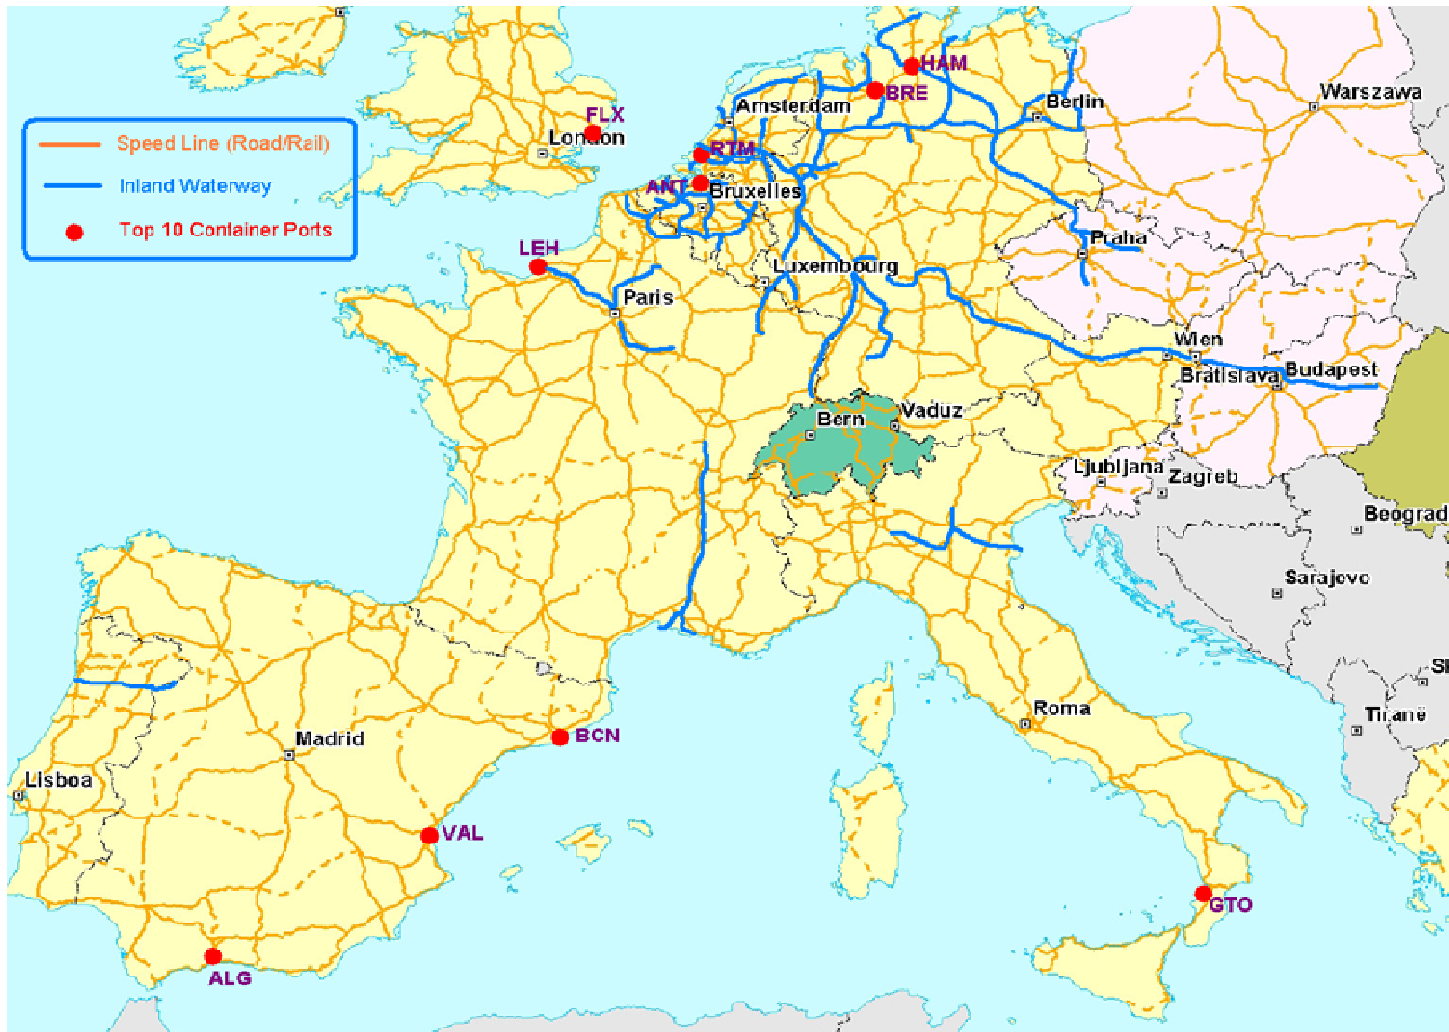 HAM
BRE
Warszawa
Berlin
Amsterdam
FLX
London
Speed Line (Road/Rail)
RTM
Inland Waterway
ANT
Bruxelles
Top 10 Container Ports
LEH
Praha
Luxembourg
Paris
Wien
Bratislava
Budapest
Bern
Vaduz
Ljubljana
Zagreb
Beograd
Sarajevo
Roma
Tiranë
BCN
Madrid
Lisboa
VAL
GTO
ALG